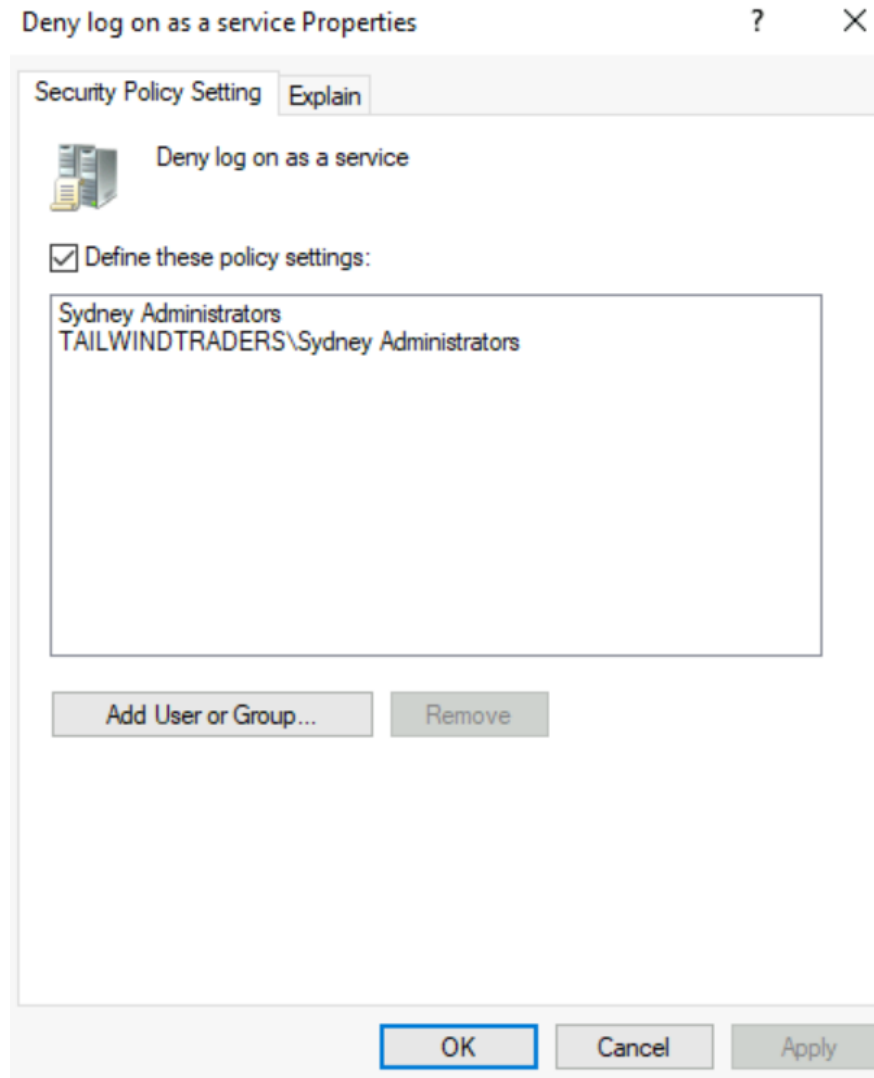 Deny log on as a service Properties ?
Security Policy Setting Explain
Deny log on as a service
Define these policy settings:
Sydney Administrators
TAILWINDTRADERS\Sydney Administrators
Add User or Group... Remove
OK Cancel Apply